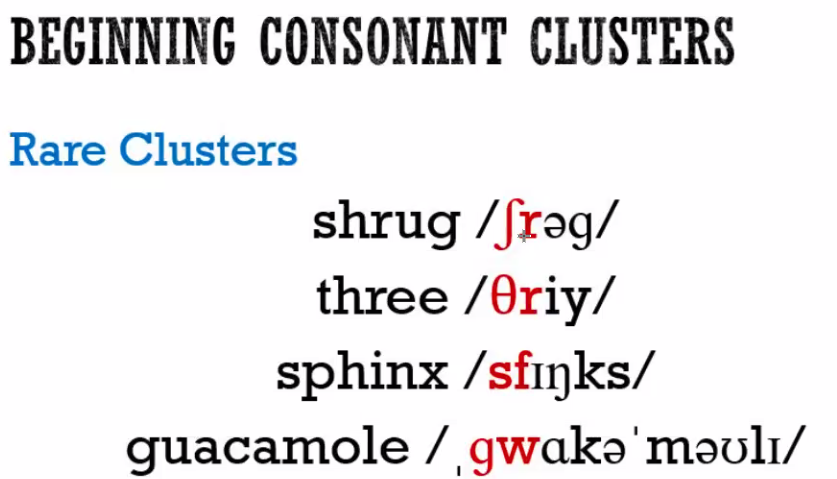 BEGINNING CONSONANT CLUSTERS
Rare Clusters
shrug /ʃrəg/
three /θriy/
sphinx /sfɪŋks/
guacamole /ˌgwɑkəˈməʊlɪ/